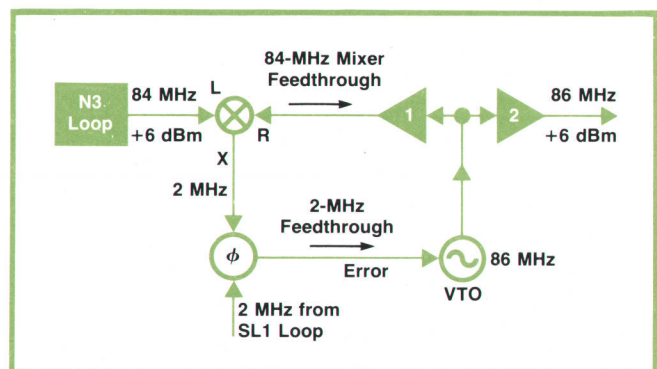 84-MHz Mixer
Feedthrough
N3
Loop
84 MHz
+6 dBm
L
R
X
1
2
86 MHz
+6 dBm
2 MHz
2-MHz
Feedthrough
ϕ
Error
86 MHz
VTO
2 MHz from
SL1 Loop